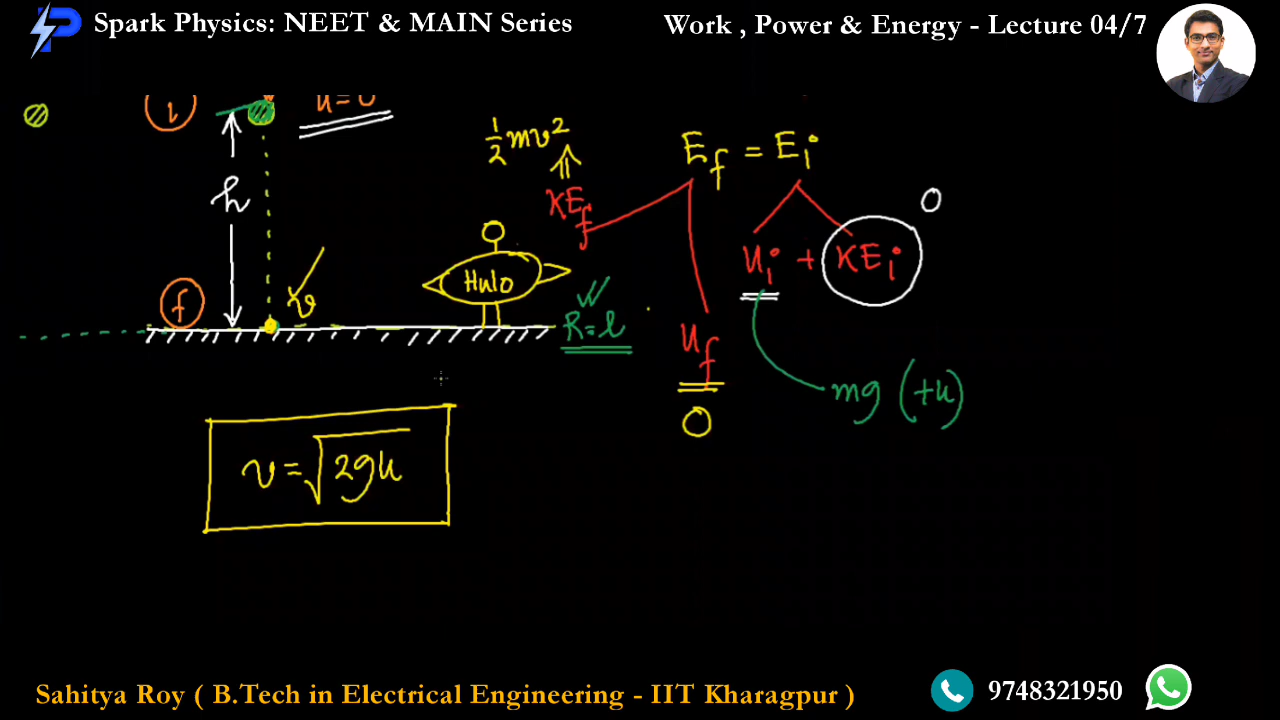 Spark Physics: NEET & MAIN Series
Work , Power & Energy - Lecture 04/7
i
u=0
h
f
v
Hulo
R=l
½mv²
KEf
Ef = Ei
Ui + KEi
0
Uf
0
mg (+h)
v=√2gh
Sahitya Roy ( B.Tech in Electrical Engineering - IIT Kharagpur )
9748321950